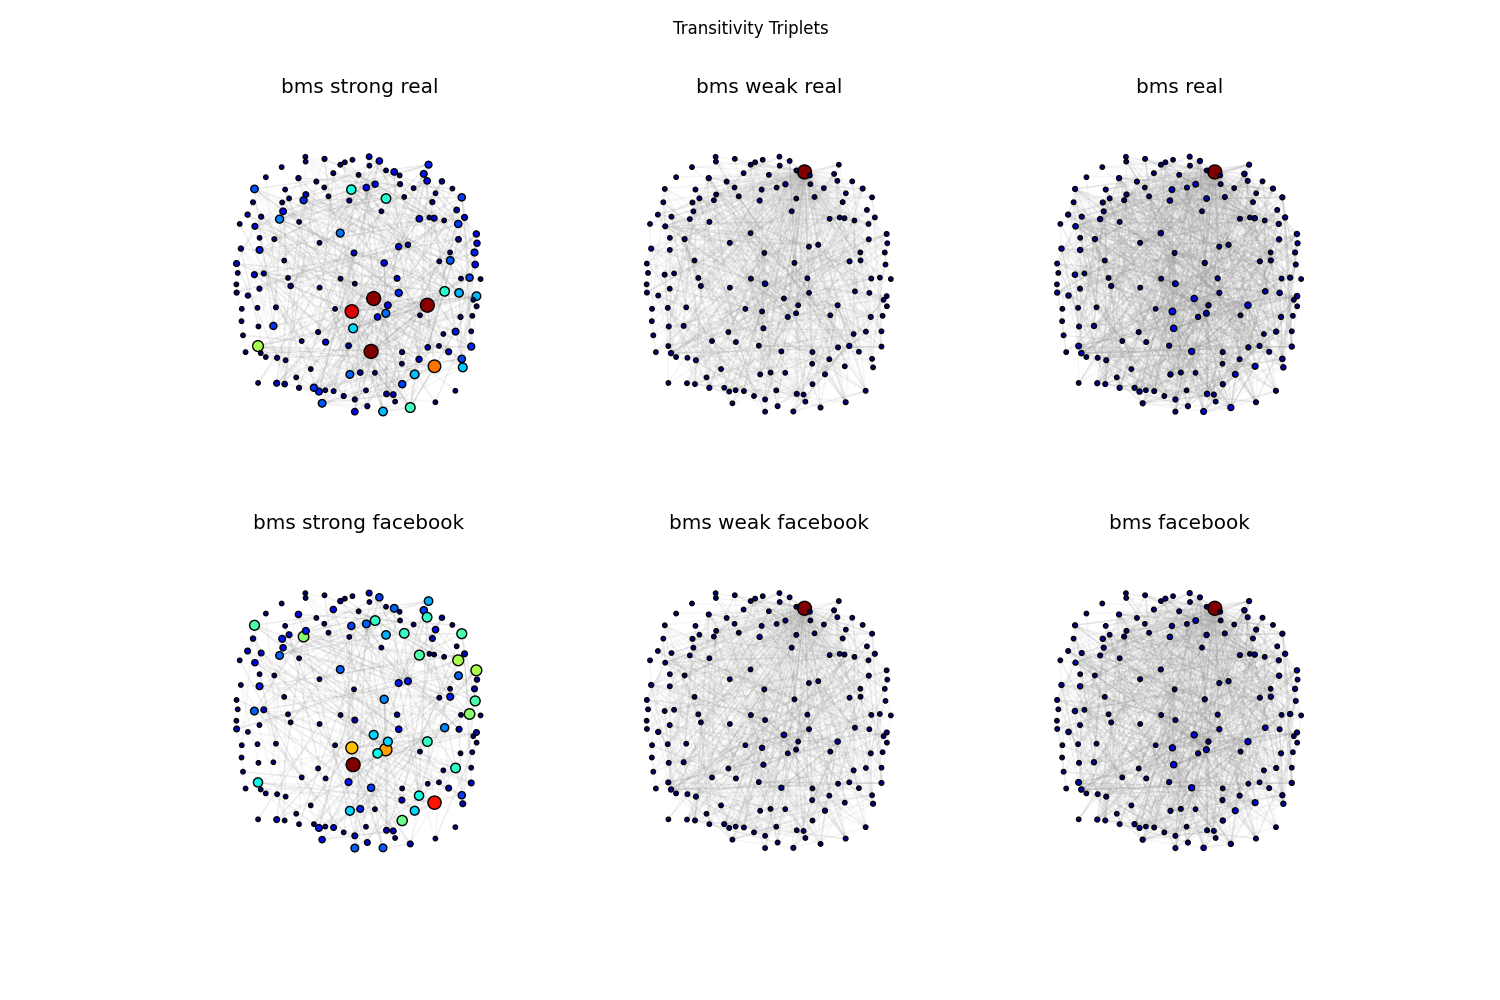 Transitivity Triplets
bms strong real
bms weak real
bms real
bms strong facebook
bms weak facebook
bms facebook